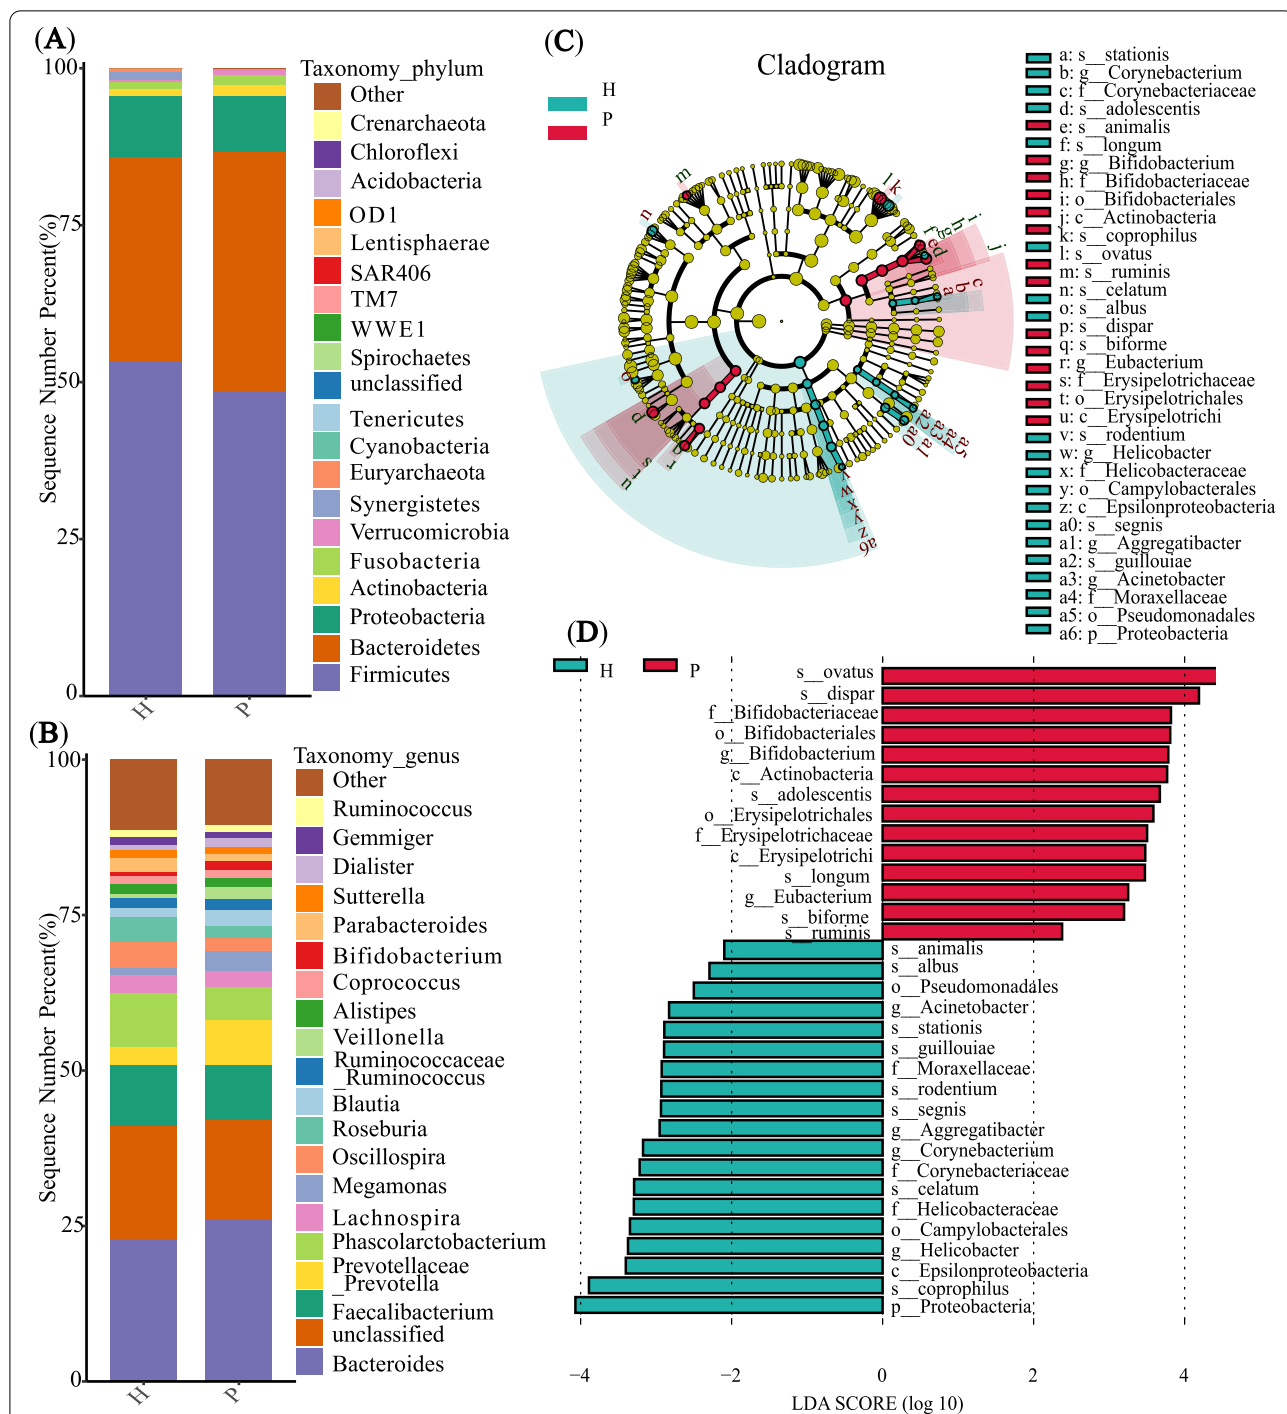 (A)
Taxonomy_phylum
Sequence Number Percent(%)
100
75
50
25
0
H
P
Other
Crenarchaeota
Chloroflexi
Acidobacteria
OD1
Lentisphaerae
SAR406
TM7
WWE1
Spirochaetes
unclassified
Tenericutes
Cyanobacteria
Euryarchaeota
Synergistetes
Verrucomicrobia
Fusobacteria
Actinobacteria
Proteobacteria
Bacteroidetes
Firmicutes
(B)
Taxonomy_genus
Sequence Number Percent(%)
100
75
50
25
0
H
P
Other
Ruminococcus
Gemmiger
Dialister
Sutterella
Parabacteroides
Bifidobacterium
Coprococcus
Alistipes
Veillonella
Ruminococcaceae
_Ruminococcus
Blautia
Roseburia
Oscillospira
Megamonas
Lachnospira
Phascolarctobacterium
Prevotellaceae
_Prevotella
Faecalibacterium
unclassified
Bacteroides
(C)
Cladogram
H
P
m
n
l
k
f
e
d
g
h
i
j
c
b
a
o
p
r
s
t
u
w
x
y
z
a6
a0
a1
a2
a3
a4
a5
a: s__stationis
b: g__Corynebacterium
c: f__Corynebacteriaceae
d: s__adolescentis
e: s__animalis
f: s__longum
g: g__Bifidobacterium
h: f__Bifidobacteriaceae
i: o__Bifidobacteriales
j: c__Actinobacteria
k: s__coprophilus
l: s__ovatus
m: s__ruminis
n: s__celatum
o: s__albus
p: s__dispar
q: s__biforme
r: g__Eubacterium
s: f__Erysipelotrichaceae
t: o__Erysipelotrichales
u: c__Erysipelotrichi
v: s__rodentium
w: g__Helicobacter
x: f__Helicobacteraceae
y: o__Campylobacterales
z: c__Epsilonproteobacteria
a0: s__segnis
a1: g__Aggregatibacter
a2: s__guillouiae
a3: g__Acinetobacter
a4: f__Moraxellaceae
a5: o__Pseudomonadales
a6: p__Proteobacteria
(D)
H
P
s__ovatus
s__dispar
f__Bifidobacteriaceae
o__Bifidobacteriales
g__Bifidobacterium
c__Actinobacteria
s__adolescentis
o__Erysipelotrichales
f__Erysipelotrichaceae
c__Erysipelotrichi
s__longum
g__Eubacterium
s__biforme
s__ruminis
s__animalis
s__albus
o__Pseudomonadales
g__Acinetobacter
s__stationis
s__guillouiae
f__Moraxellaceae
s__rodentium
s__segnis
g__Aggregatibacter
g__Corynebacterium
f__Corynebacteriaceae
s__celatum
f__Helicobacteraceae
o__Campylobacterales
g__Helicobacter
c__Epsilonproteobacteria
s__coprophilus
p__Proteobacteria
−4
−2
0
2
4
LDA SCORE (log 10)